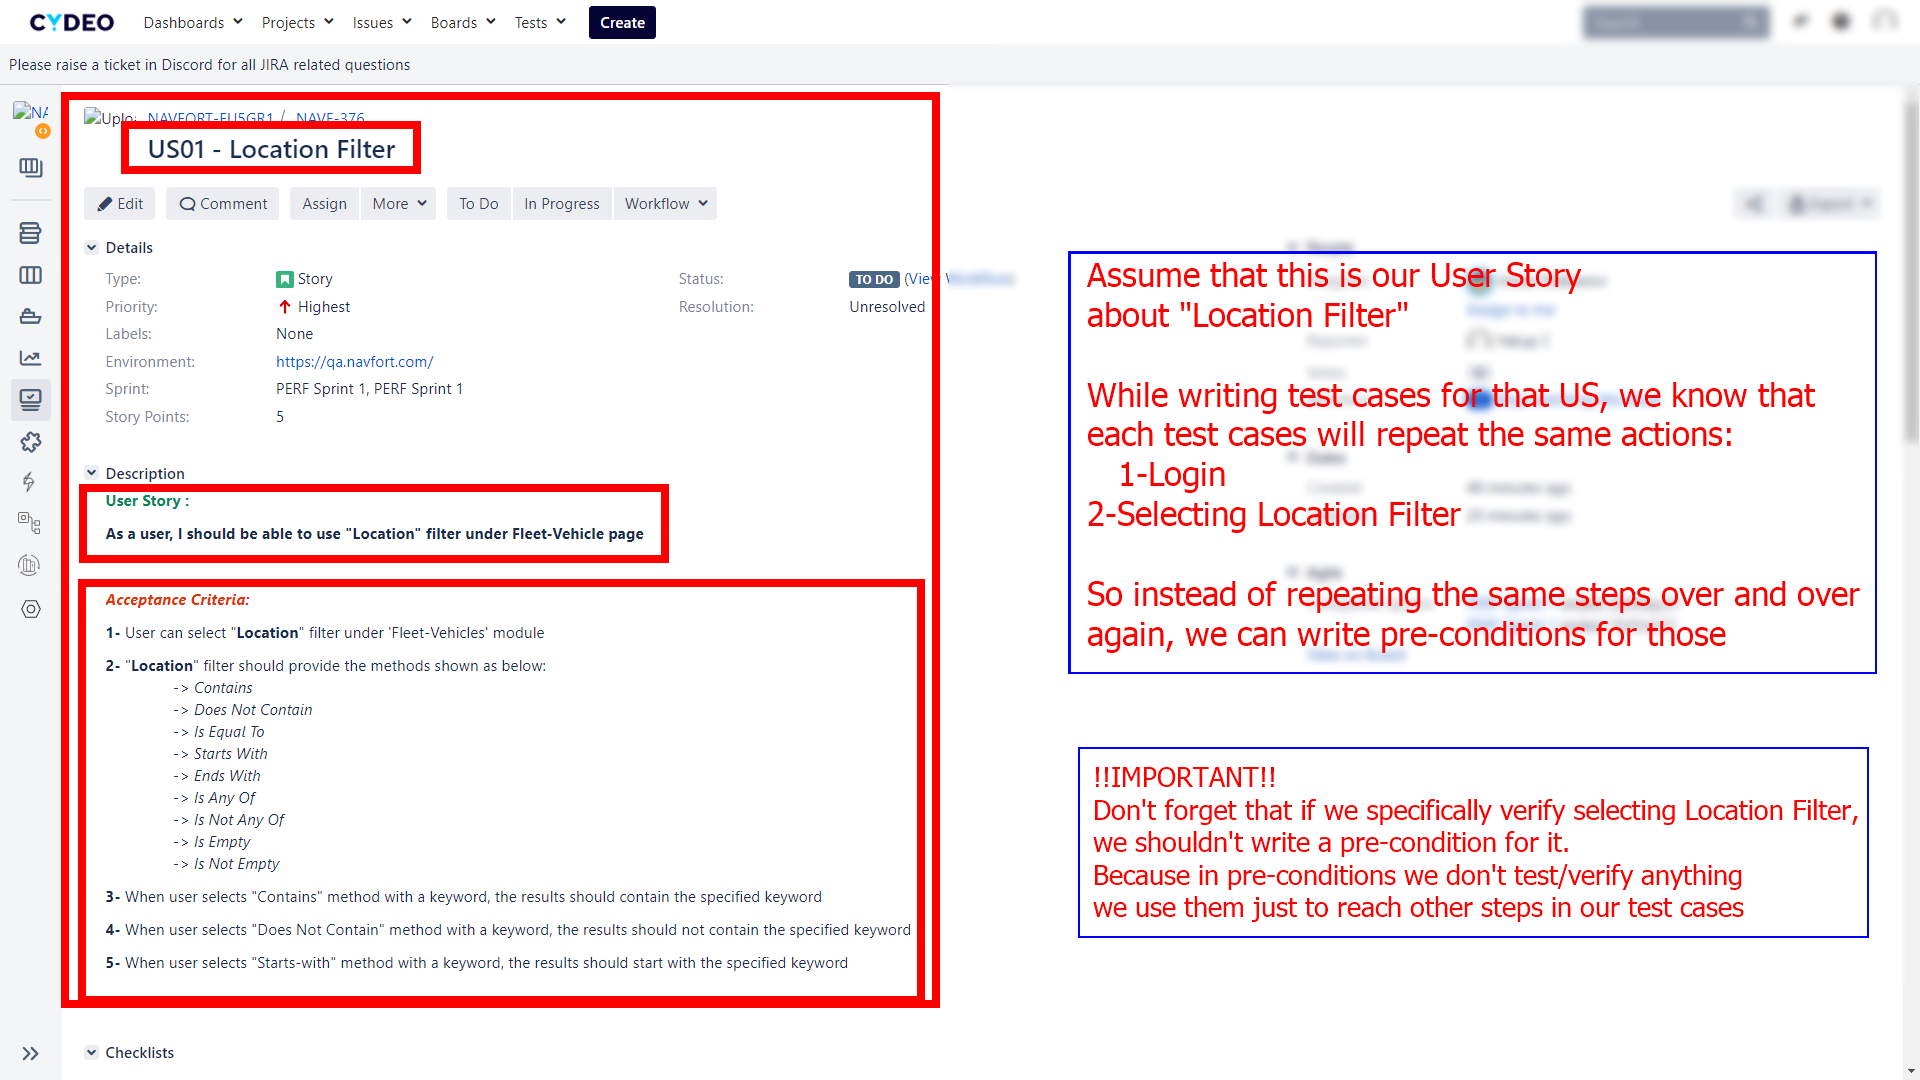 CYDEO Dashboards Projects Issues Boards Tests Create
Please raise a ticket in Discord for all JIRA related questions
NAVFORT-EU5GR1 / NAVF-376
US01 - Location Filter
Edit Comment Assign More To Do In Progress Workflow
Details
Type: Story
Status: TO DO (View
Priority: Highest
Resolution: Unresolved
Labels: None
Environment: https://qa.navfort.com/
Sprint: PERF Sprint 1, PERF Sprint 1
Story Points: 5
Description
User Story :
As a user, I should be able to use "Location" filter under Fleet-Vehicle page
Acceptance Criteria:
1- User can select "Location" filter under 'Fleet-Vehicles' module
2- "Location" filter should provide the methods shown as below:
-> Contains
-> Does Not Contain
-> Is Equal To
-> Starts With
-> Ends With
-> Is Any Of
-> Is Not Any Of
-> Is Empty
-> Is Not Empty
3- When user selects "Contains" method with a keyword, the results should contain the specified keyword
4- When user selects "Does Not Contain" method with a keyword, the results should not contain the specified keyword
5- When user selects "Starts-with" method with a keyword, the results should start with the specified keyword
Checklists
Assume that this is our User Story
about "Location Filter"
While writing test cases for that US, we know that
each test cases will repeat the same actions:
1-Login
2-Selecting Location Filter
So instead of repeating the same steps over and over
again, we can write pre-conditions for those
!!IMPORTANT!!
Don't forget that if we specifically verify selecting Location Filter,
we shouldn't write a pre-condition for it.
Because in pre-conditions we don't test/verify anything
we use them just to reach other steps in our test cases